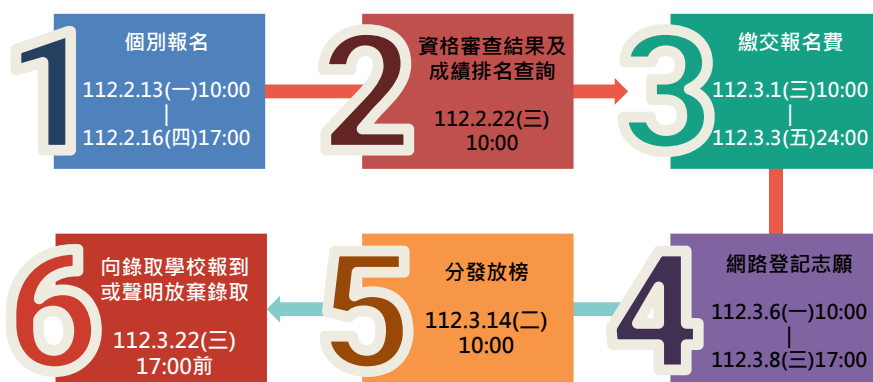 1
個別報名
112.2.13(一)10:00
|
112.2.16(四)17:00
2
資格審查結果及
成績排名查詢
112.2.22(三)
10:00
3
繳交報名費
112.3.1(三)10:00
|
112.3.3(五)24:00
4
網路登記志願
112.3.6(一)10:00
|
112.3.8(三)17:00
5
分發放榜
112.3.14(二)
10:00
6
向錄取學校報到
或聲明放棄錄取
112.3.22(三)
17:00前